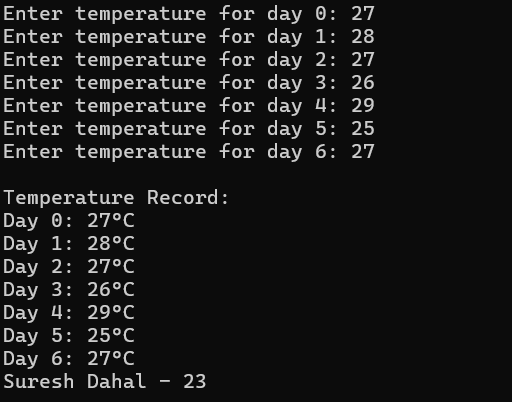 Enter temperature for day 0: 27
Enter temperature for day 1: 28
Enter temperature for day 2: 27
Enter temperature for day 3: 26
Enter temperature for day 4: 29
Enter temperature for day 5: 25
Enter temperature for day 6: 27
Temperature Record:
Day 0: 27°C
Day 1: 28°C
Day 2: 27°C
Day 3: 26°C
Day 4: 29°C
Day 5: 25°C
Day 6: 27°C
Suresh Dahal - 23